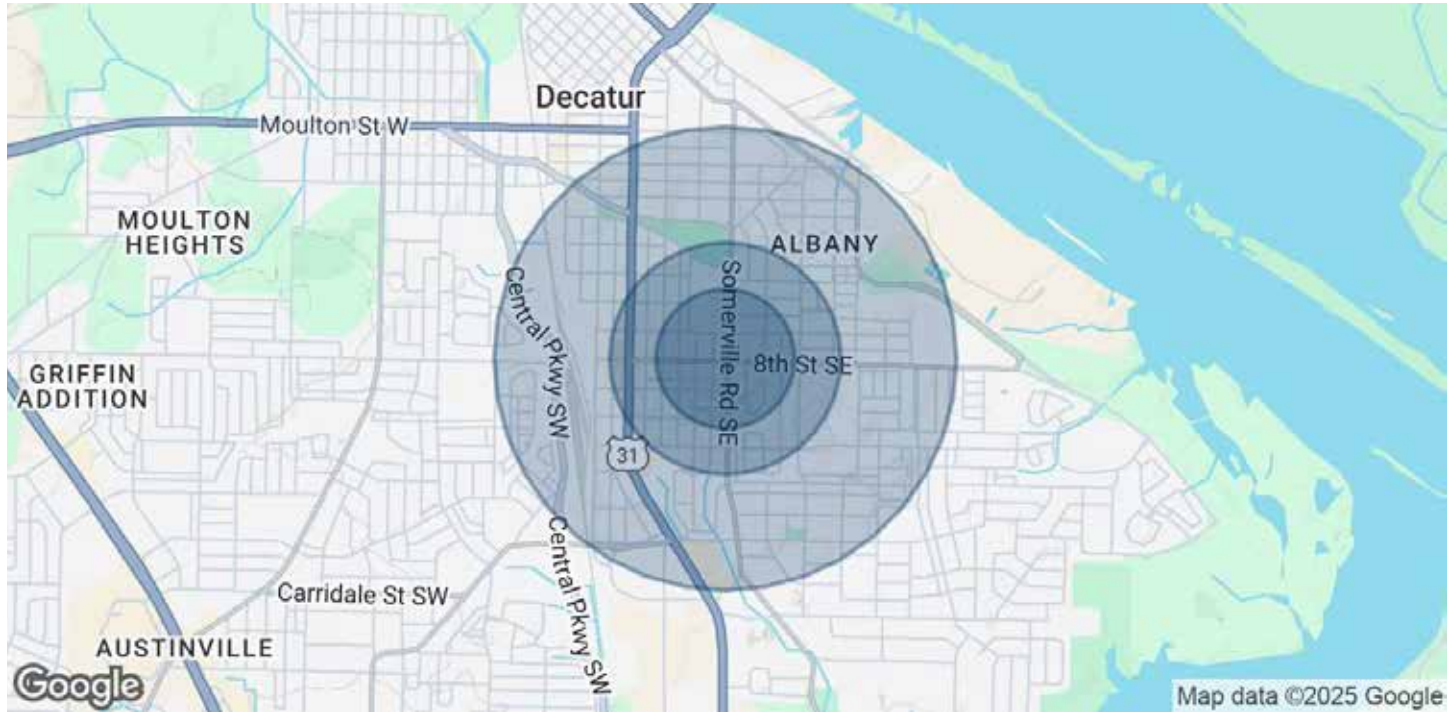 Decatur
Moulton St W
MOULTON
HEIGHTS
ALBANY
Somerville Rd SE
Central Pkwy SW
8th St SE
GRIFFIN
ADDITION
31
Central Pkwy SW
Carridale St SW
AUSTINVILLE
Google
Map data ©2025 Google